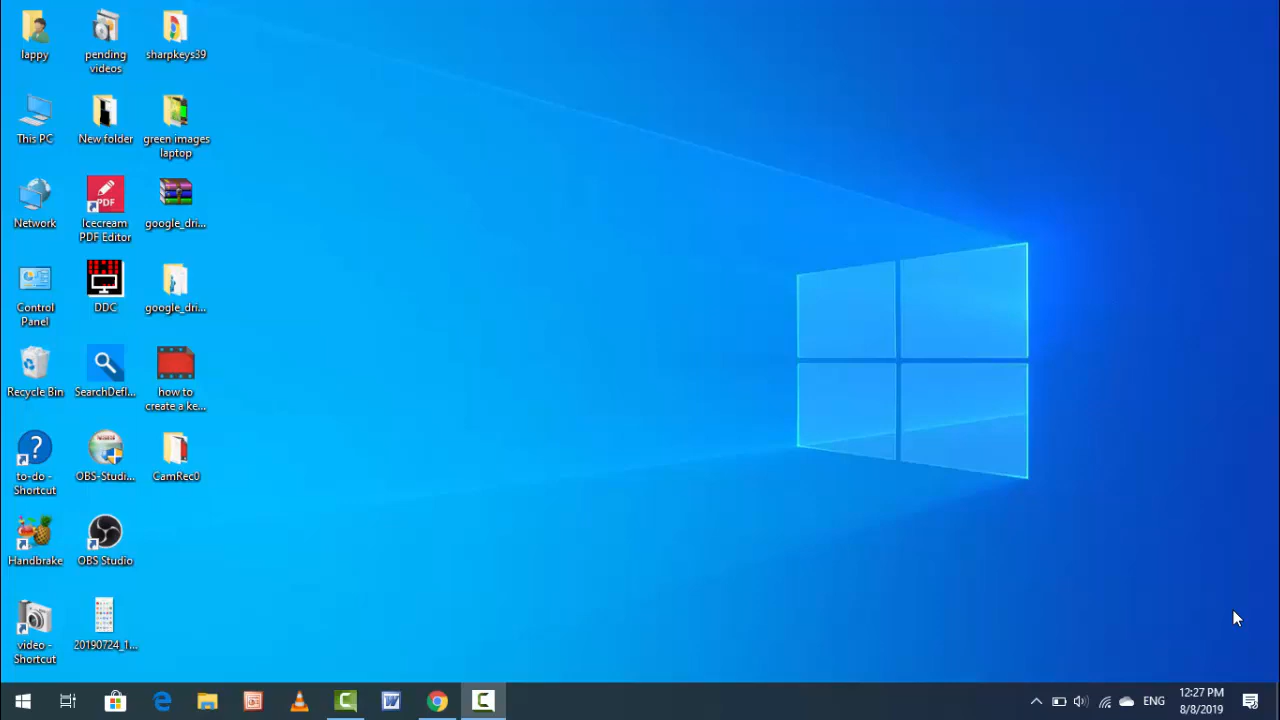 lappy
pending
videos
sharpkeys39
This PC
New folder
green images
laptop
Network
PDF
Icecream
PDF Editor
google_dri...
Control
Panel
DDC
google_dri...
Recycle Bin
SearchDefl...
how to
create a ke...
to-do -
Shortcut
OBS-Studi...
CamRec0
Handbrake
OBS Studio
video -
Shortcut
20190724_1...
ENG
12:27 PM
8/8/2019